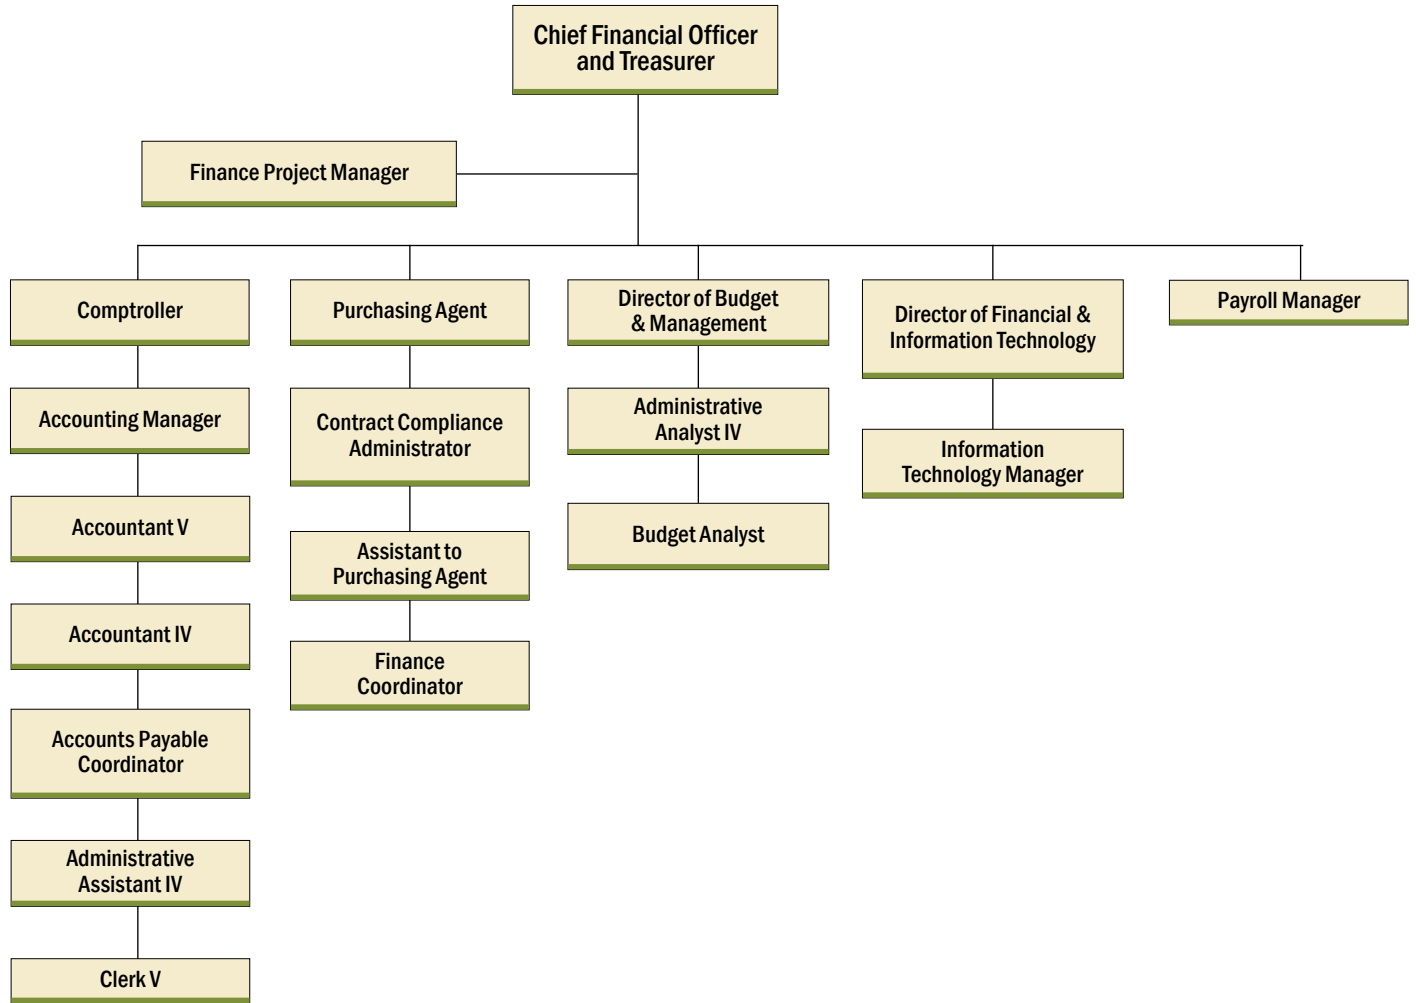 Chief Financial Officer
and Treasurer
Finance Project Manager
Comptroller
Purchasing Agent
Director of Budget
& Management
Director of Financial &
Information Technology
Payroll Manager
Accounting Manager
Contract Compliance
Administrator
Administrative
Analyst IV
Information
Technology Manager
Accountant V
Assistant to
Purchasing Agent
Budget Analyst
Accountant IV
Finance
Coordinator
Accounts Payable
Coordinator
Administrative
Assistant IV
Clerk V